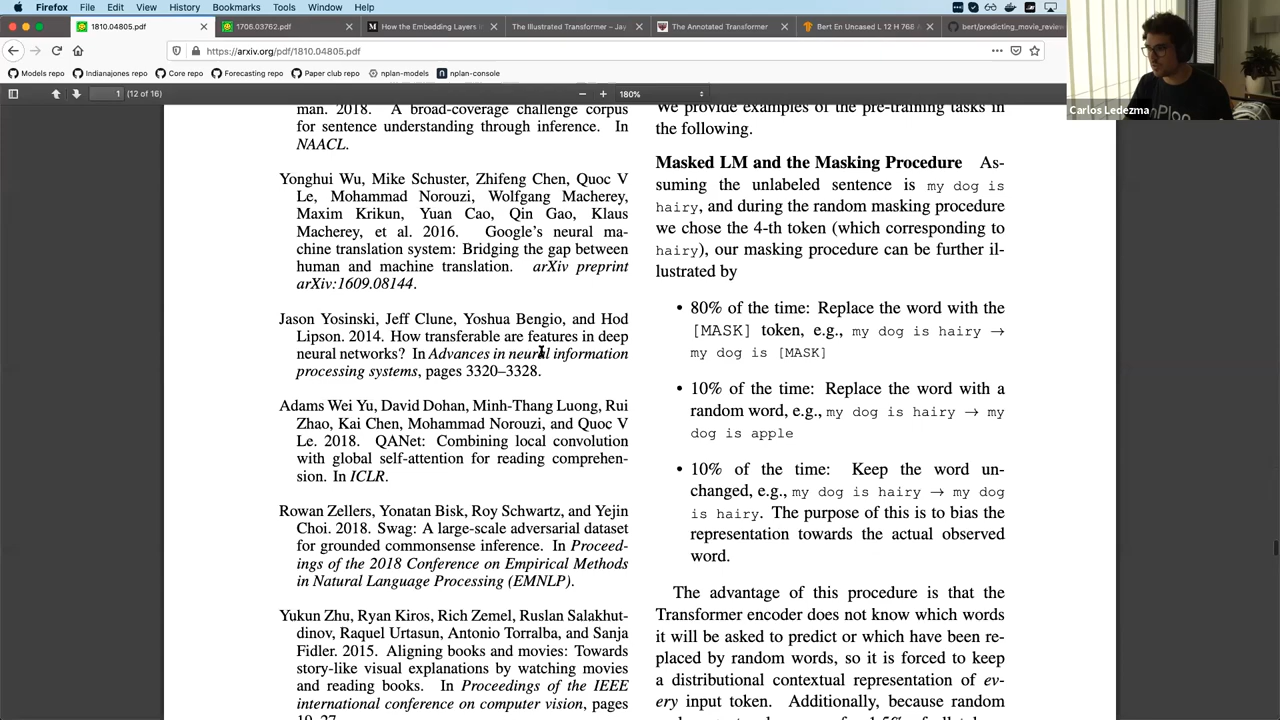 Firefox File Edit View History Bookmarks Tools Window Help
1810.04805.pdf
1706.03762.pdf
How the Embedding Layers i
The Illustrated Transformer – Jay
The Annotated Transformer
Bert En Uncased L 12 H 768 A
bert/predicting_movie_review
https://arxiv.org/pdf/1810.04805.pdf
Models repo Indianajones repo Core repo Forecasting repo Paper club repo nplan-models nplan-console
1 (12 of 16) 180%
Carlos Ledezma
man. 2018. A broad-coverage challenge corpus
for sentence understanding through inference. In
NAACL.
Yonghui Wu, Mike Schuster, Zhifeng Chen, Quoc V
Le, Mohammad Norouzi, Wolfgang Macherey,
Maxim Krikun, Yuan Cao, Qin Gao, Klaus
Macherey, et al. 2016. Google's neural ma-
chine translation system: Bridging the gap between
human and machine translation. arXiv preprint
arXiv:1609.08144.
Jason Yosinski, Jeff Clune, Yoshua Bengio, and Hod
Lipson. 2014. How transferable are features in deep
neural networks? In Advances in neural information
processing systems, pages 3320–3328.
Adams Wei Yu, David Dohan, Minh-Thang Luong, Rui
Zhao, Kai Chen, Mohammad Norouzi, and Quoc V
Le. 2018. QANet: Combining local convolution
with global self-attention for reading comprehen-
sion. In ICLR.
Rowan Zellers, Yonatan Bisk, Roy Schwartz, and Yejin
Choi. 2018. Swag: A large-scale adversarial dataset
for grounded commonsense inference. In Proceed-
ings of the 2018 Conference on Empirical Methods
in Natural Language Processing (EMNLP).
Yukun Zhu, Ryan Kiros, Rich Zemel, Ruslan Salakhut-
dinov, Raquel Urtasun, Antonio Torralba, and Sanja
Fidler. 2015. Aligning books and movies: Towards
story-like visual explanations by watching movies
and reading books. In Proceedings of the IEEE
international conference on computer vision, pages
19–27.
We provide examples of the pre-training tasks in
the following.
Masked LM and the Masking Procedure As-
suming the unlabeled sentence is my dog is
hairy, and during the random masking procedure
we chose the 4-th token (which corresponding to
hairy), our masking procedure can be further il-
lustrated by
• 80% of the time: Replace the word with the
[MASK] token, e.g., my dog is hairy →
my dog is [MASK]
• 10% of the time: Replace the word with a
random word, e.g., my dog is hairy → my
dog is apple
• 10% of the time: Keep the word un-
changed, e.g., my dog is hairy → my dog
is hairy. The purpose of this is to bias the
representation towards the actual observed
word.
The advantage of this procedure is that the
Transformer encoder does not know which words
it will be asked to predict or which have been re-
placed by random words, so it is forced to keep
a distributional contextual representation of ev-
ery input token. Additionally, because random